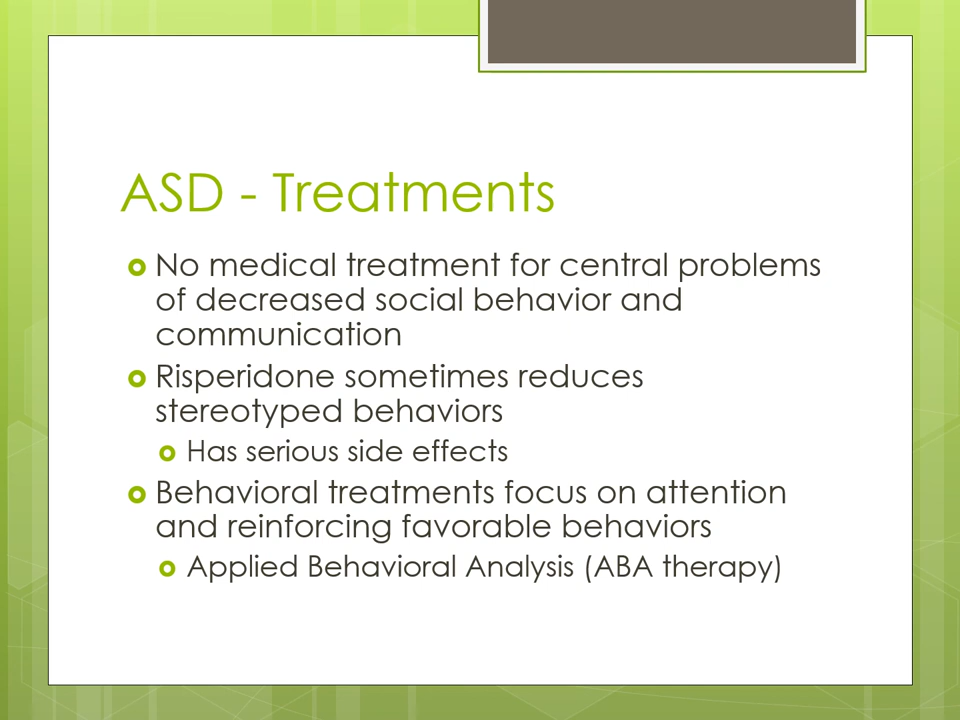 ASD - Treatments
No medical treatment for central problems
of decreased social behavior and
communication
Risperidone sometimes reduces
stereotyped behaviors
Has serious side effects
Behavioral treatments focus on attention
and reinforcing favorable behaviors
Applied Behavioral Analysis (ABA therapy)